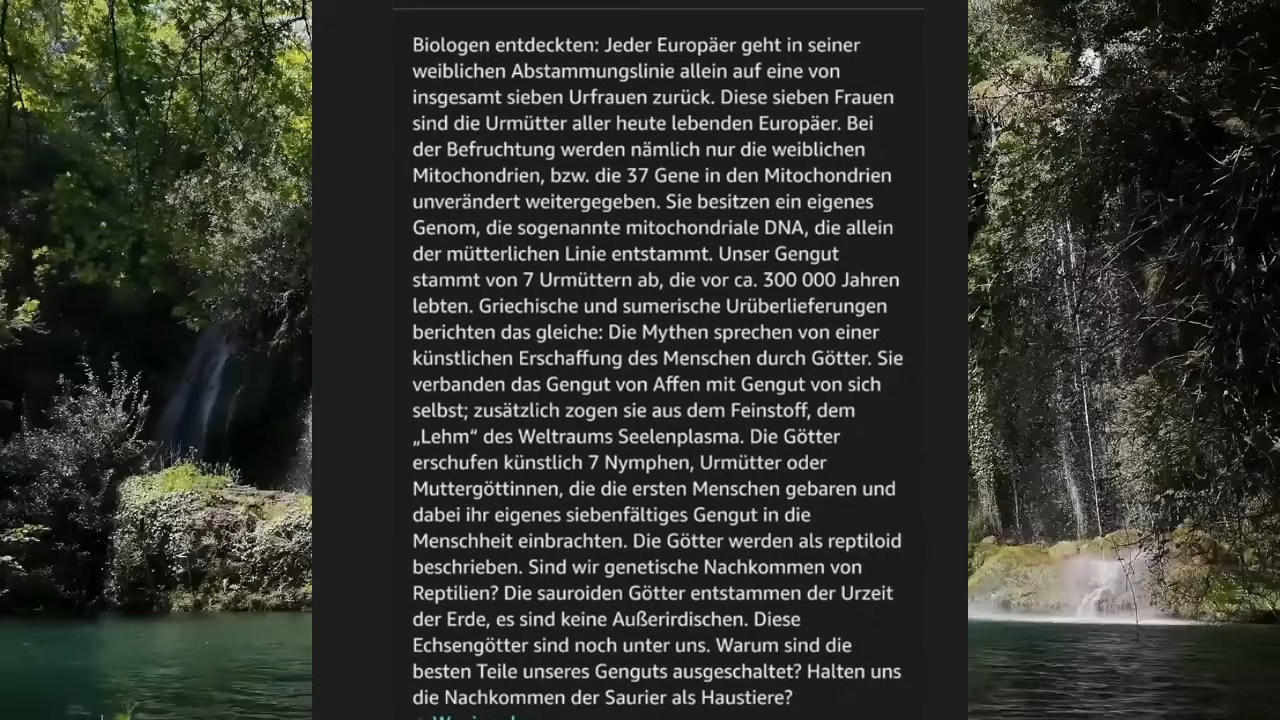 Biologen entdeckten: Jeder Europäer geht in seiner
weiblichen Abstammungslinie allein auf eine von
insgesamt sieben Urfrauen zurück. Diese sieben Frauen
sind die Urmütter aller heute lebenden Europäer. Bei
der Befruchtung werden nämlich nur die weiblichen
Mitochondrien, bzw. die 37 Gene in den Mitochondrien
unverändert weitergegeben. Sie besitzen ein eigenes
Genom, die sogenannte mitochondriale DNA, die allein
der mütterlichen Linie entstammt. Unser Gengut
stammt von 7 Urmüttern ab, die vor ca. 300 000 Jahren
lebten. Griechische und sumerische Urüberlieferungen
berichten das gleiche: Die Mythen sprechen von einer
künstlichen Erschaffung des Menschen durch Götter. Sie
verbanden das Gengut von Affen mit Gengut von sich
selbst; zusätzlich zogen sie aus dem Feinstoff, dem
„Lehm“ des Weltraums Seelenplasma. Die Götter
erschufen künstlich 7 Nymphen, Urmütter oder
Muttergöttinnen, die die ersten Menschen gebaren und
dabei ihr eigenes siebenfältiges Gengut in die
Menschheit einbrachten. Die Götter werden als reptiloid
beschrieben. Sind wir genetische Nachkommen von
Reptilien? Die sauroiden Götter entstammen der Urzeit
der Erde, es sind keine Außerirdischen. Diese
Echsengötter sind noch unter uns. Warum sind die
besten Teile unseres Genguts ausgeschaltet? Halten uns
die Nachkommen der Saurier als Haustiere?